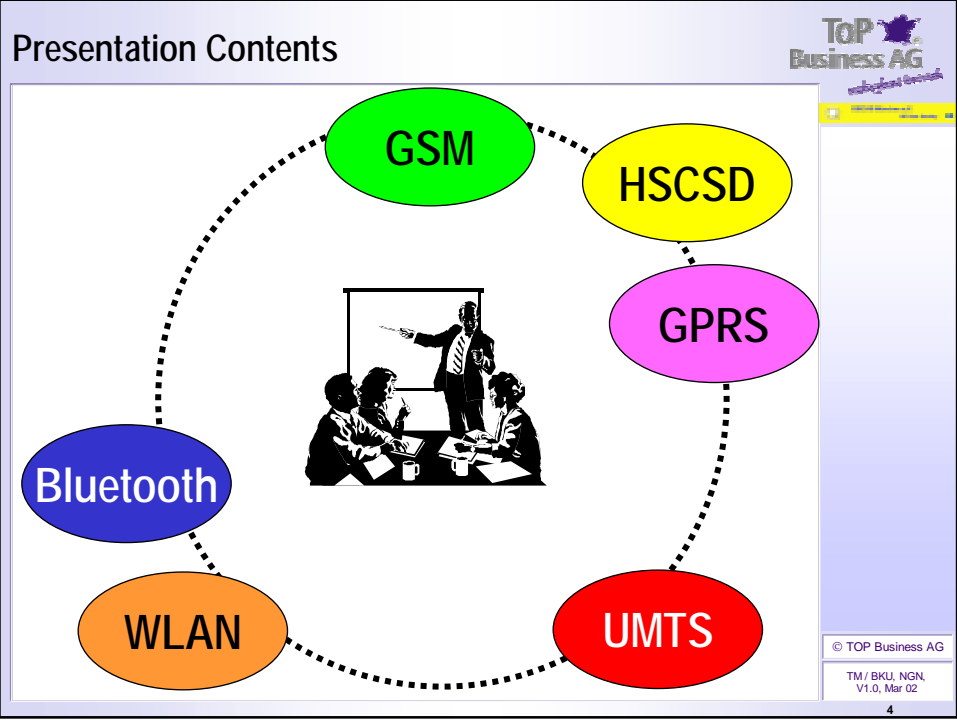 Presentation Contents
ToP
Business AG
GSM
HSCSD
GPRS
Bluetooth
WLAN
UMTS
© TOP Business AG
TM / BKU, NGN,
V1.0, Mar 02
4